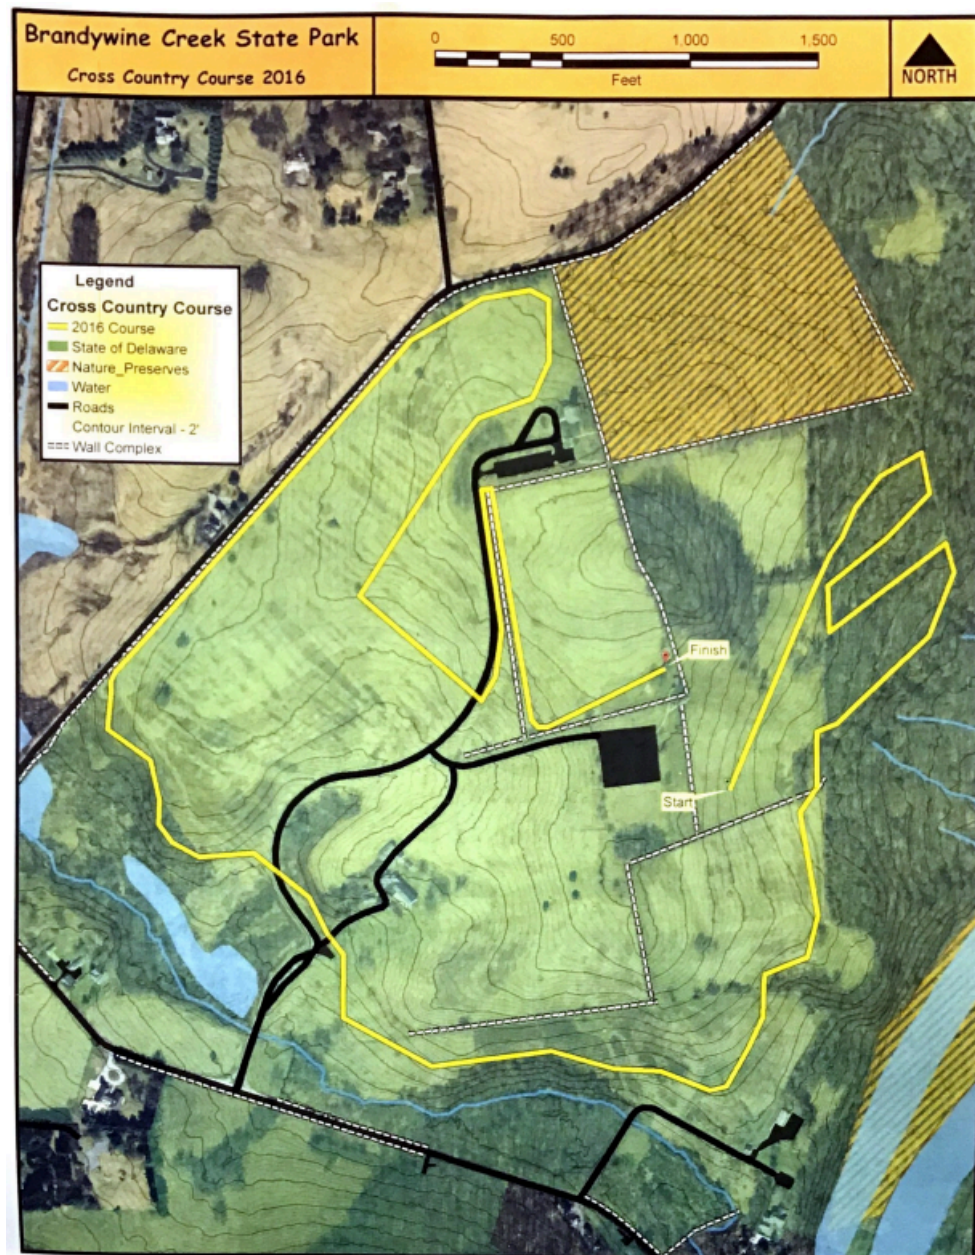 Brandywine Creek State Park
Cross Country Course 2016
0 500 1,000 1,500
Feet
NORTH
Legend
Cross Country Course
2016 Course
State of Delaware
Nature_Preserves
Water
Roads
Contour Interval - 2'
Wall Complex
Finish
Start